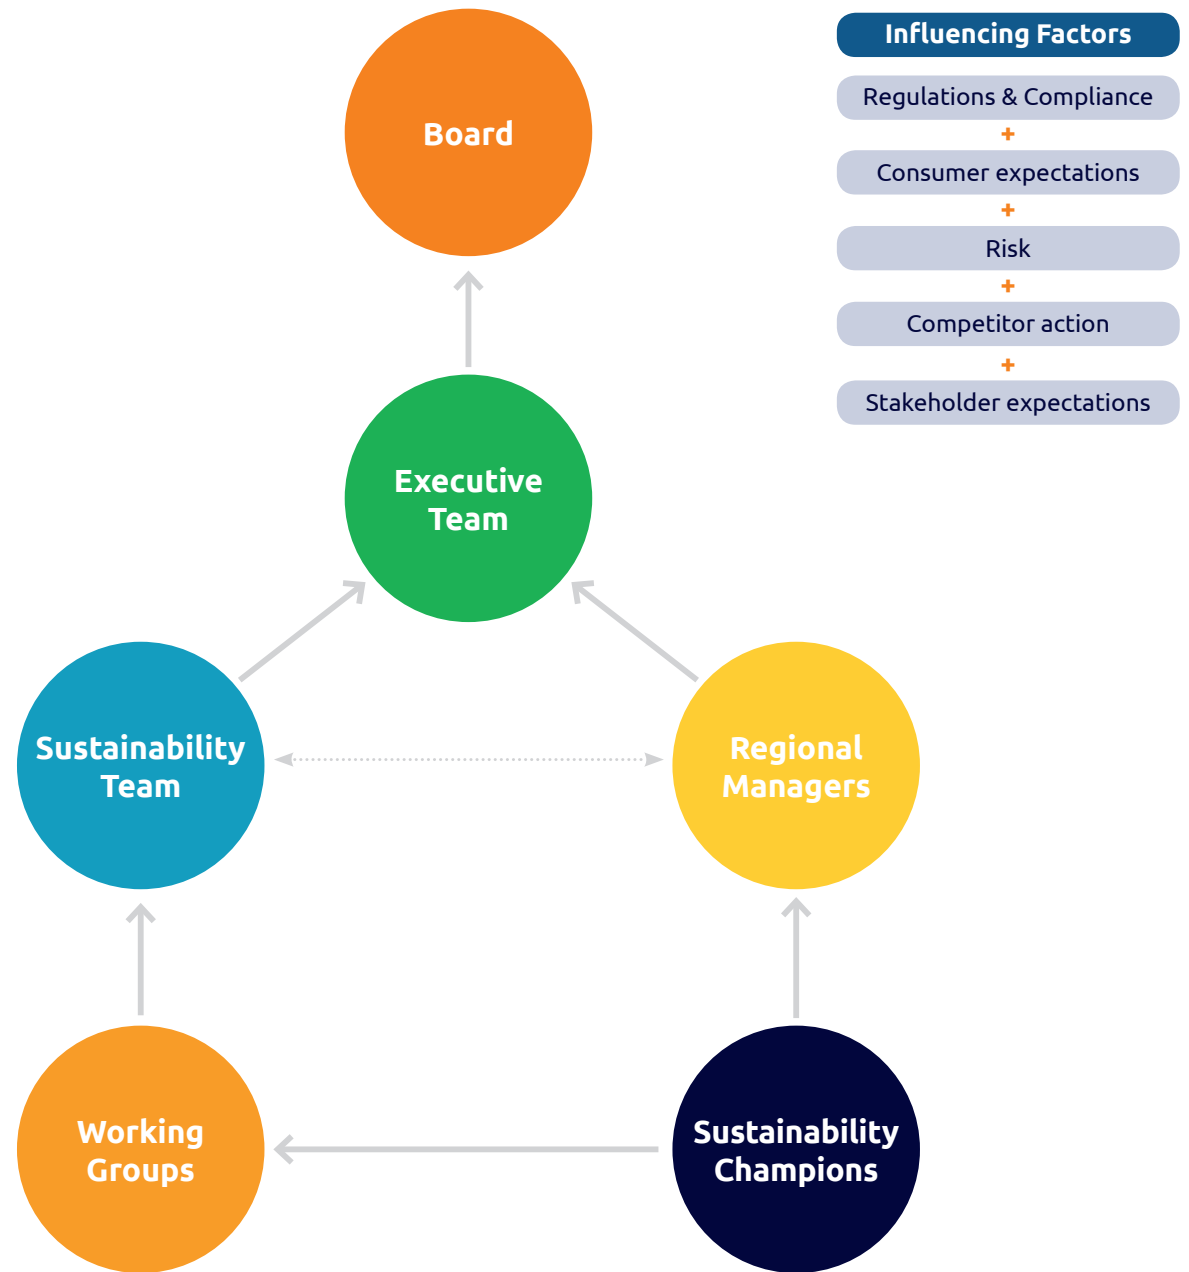 Board
Executive
Team
Sustainability
Team
Regional
Managers
Working
Groups
Sustainability
Champions
Influencing Factors
Regulations & Compliance
+
Consumer expectations
+
Risk
+
Competitor action
+
Stakeholder expectations